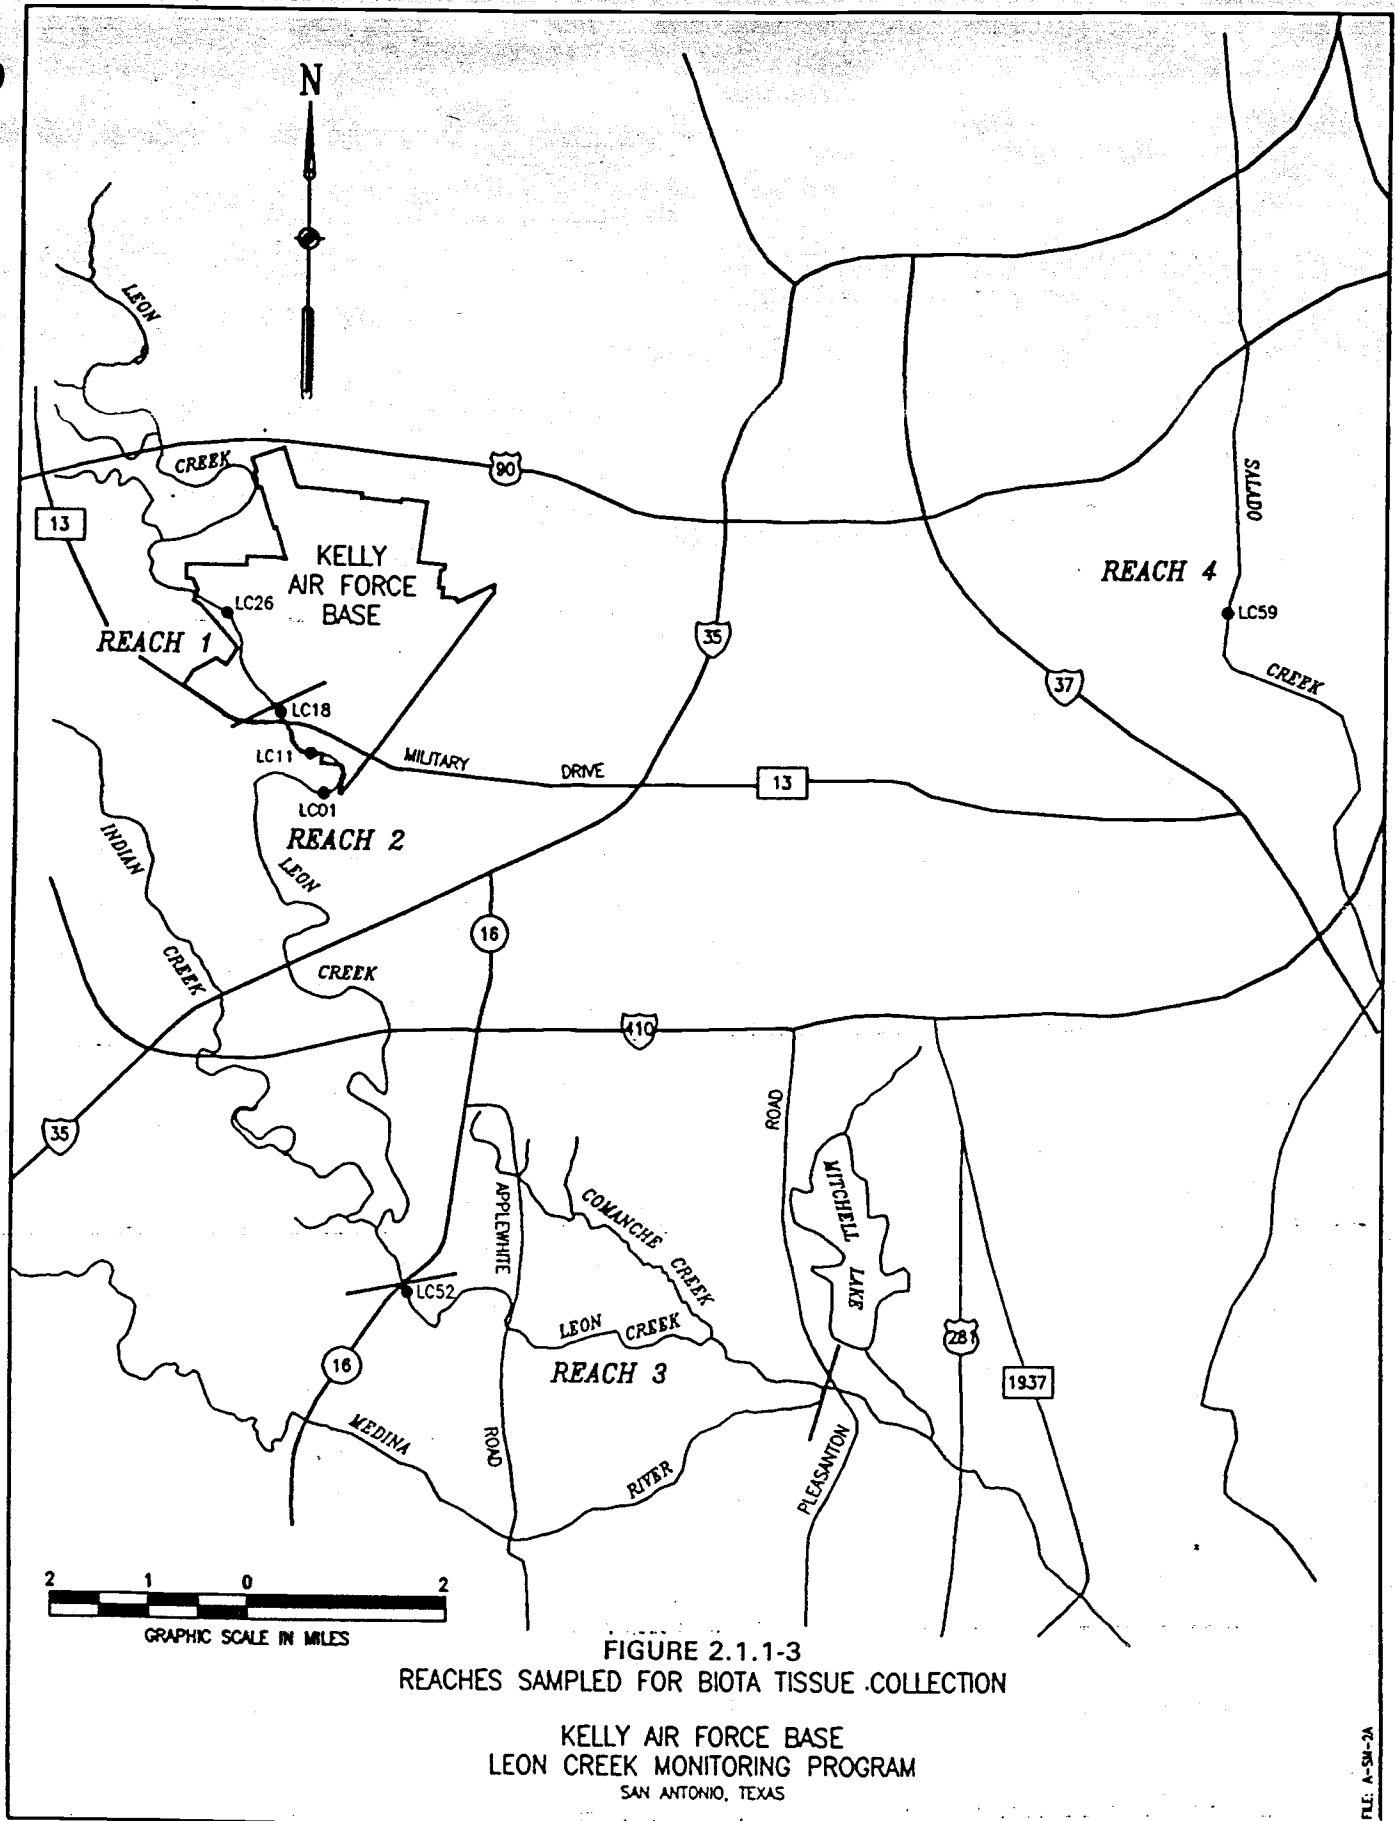 N
LEON
CREEK
90
13
KELLY
AIR FORCE
BASE
SALADO
REACH 4
LC26
LC59
REACH 1
35
CREEK
37
LC18
LC11
MILITARY
DRIVE
13
LC01
REACH 2
INDIAN
LEON
16
CREEK
CREEK
410
ROAD
35
MITCHELL
LAKE
APPLEWHITE
COMANCHE
CREEK
LC52
LEON
CREEK
281
REACH 3
16
1937
MEDINA
ROAD
RIVER
PLEASANTON
2 1 0 2
GRAPHIC SCALE IN MILES
FIGURE 2.1.1-3
REACHES SAMPLED FOR BIOTA TISSUE COLLECTION
KELLY AIR FORCE BASE
LEON CREEK MONITORING PROGRAM
SAN ANTONIO, TEXAS
FILE: A-SM-2A